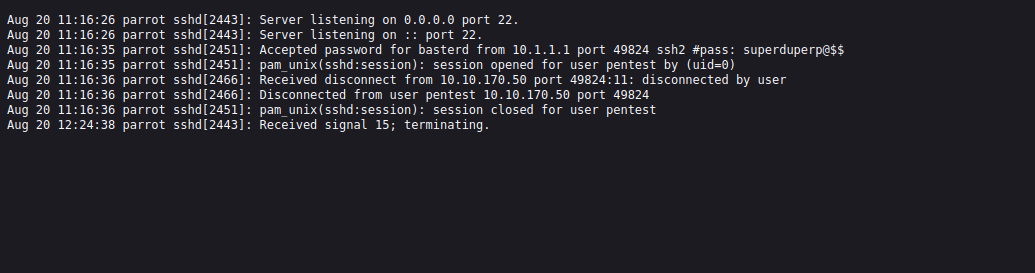 Aug 20 11:16:26 parrot sshd[2443]: Server listening on 0.0.0.0 port 22.
Aug 20 11:16:26 parrot sshd[2443]: Server listening on :: port 22.
Aug 20 11:16:35 parrot sshd[2451]: Accepted password for basterd from 10.1.1.1 port 49824 ssh2 #pass: superduperp@$$
Aug 20 11:16:35 parrot sshd[2451]: pam_unix(sshd:session): session opened for user pentest by (uid=0)
Aug 20 11:16:36 parrot sshd[2466]: Received disconnect from 10.10.170.50 port 49824:11: disconnected by user
Aug 20 11:16:36 parrot sshd[2466]: Disconnected from user pentest 10.10.170.50 port 49824
Aug 20 11:16:36 parrot sshd[2451]: pam_unix(sshd:session): session closed for user pentest
Aug 20 12:24:38 parrot sshd[2443]: Received signal 15; terminating.